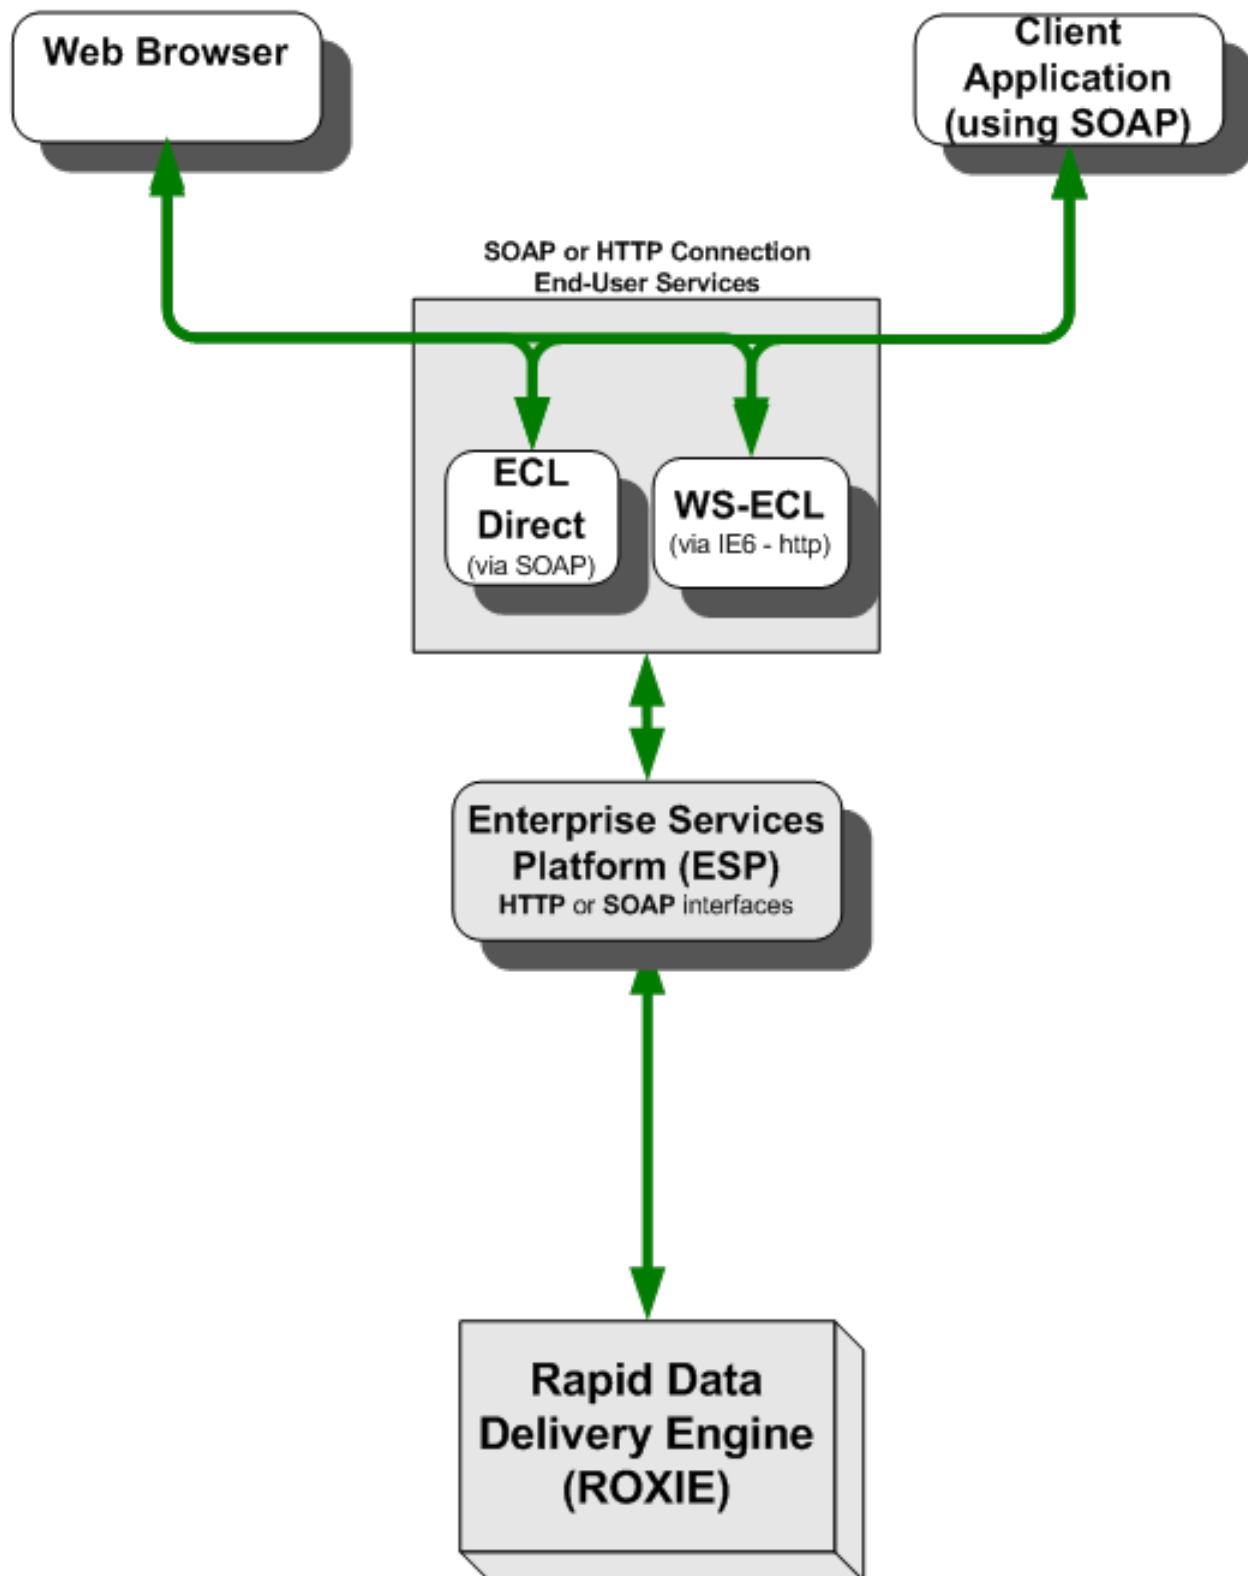 Web Browser
Client
Application
(using SOAP)
SOAP or HTTP Connection
End-User Services
ECL
Direct
(via SOAP)
WS-ECL
(via IE6 - http)
Enterprise Services
Platform (ESP)
HTTP or SOAP interfaces
Rapid Data
Delivery Engine
(ROXIE)